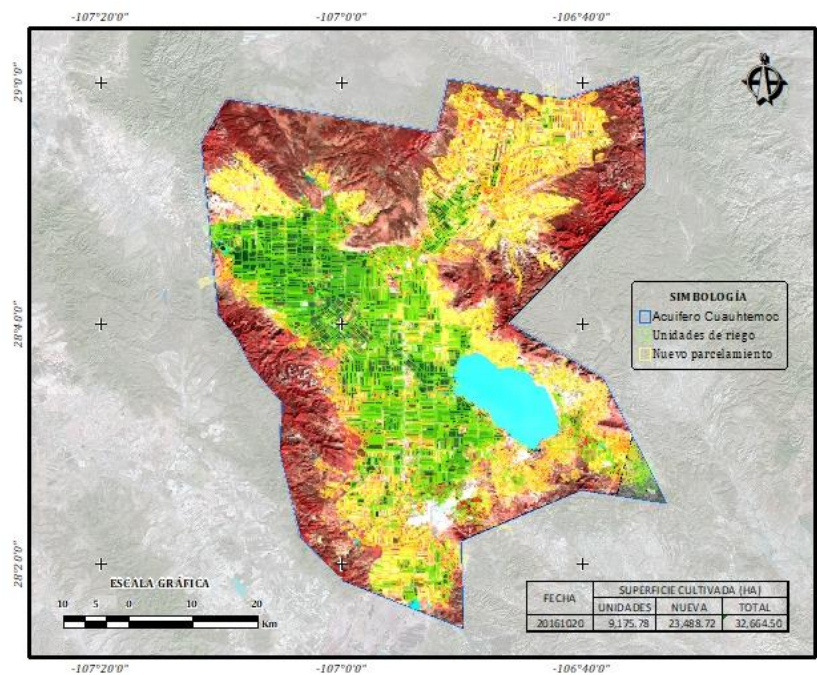 -107°20'0" -107°0'0" -106°40'0"
29°0'0"
28°40'0"
28°20'0"
SIMBOLOGÍA
Acuifero Cuauhtemoc
Unidades de riego
Nuevo parcelamiento
ESCALA GRÁFICA
10 5 0 10 20
Km
FECHA SUPERFICIE CULTIVADA (HA)
UNIDADES NUEVA TOTAL
20161020 9,175.78 23,488.72 32,664.50
-107°20'0" -107°0'0" -106°40'0"